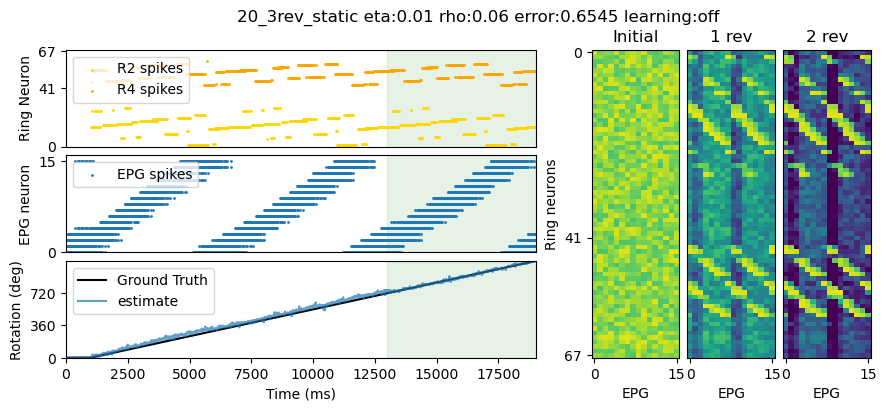 20_3rev_static eta:0.01 rho:0.06 error:0.6545 learning:off
Initial
1 rev
2 rev
Ring Neuron
67
41
0
R2 spikes
R4 spikes
EPG neuron
15
0
EPG spikes
Rotation (deg)
720
360
0
Ground Truth
estimate
0
2500
5000
7500
10000
12500
15000
17500
Time (ms)
Ring neurons
0
41
67
0
15
0
15
0
15
EPG
EPG
EPG